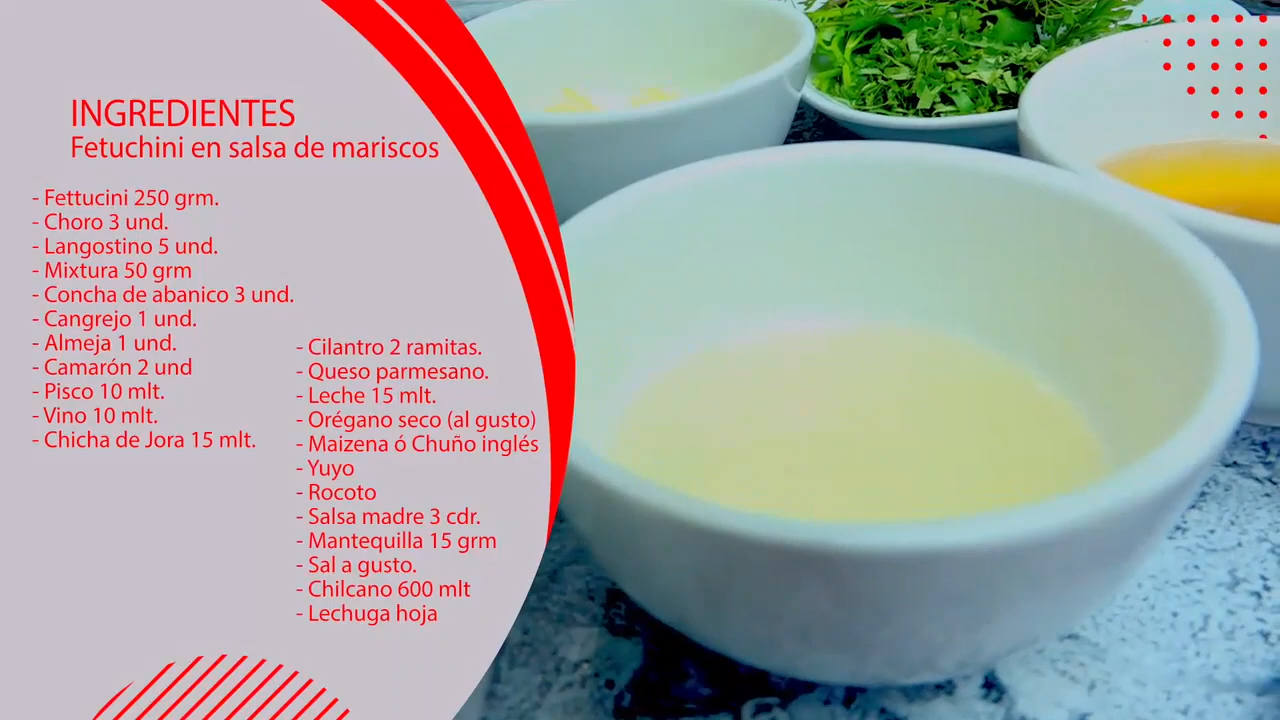 INGREDIENTES
Fetuchini en salsa de mariscos
- Fettucini 250 grm.
- Choro 3 und.
- Langostino 5 und.
- Mixtura 50 grm
- Concha de abanico 3 und.
- Cangrejo 1 und.
- Almeja 1 und.
- Camarón 2 und
- Pisco 10 mlt.
- Vino 10 mlt.
- Chicha de Jora 15 mlt.
- Cilantro 2 ramitas.
- Queso parmesano.
- Leche 15 mlt.
- Orégano seco (al gusto)
- Maizena ó Chuño inglés
- Yuyo
- Rocoto
- Salsa madre 3 cdr.
- Mantequilla 15 grm
- Sal a gusto.
- Chilcano 600 mlt
- Lechuga hoja